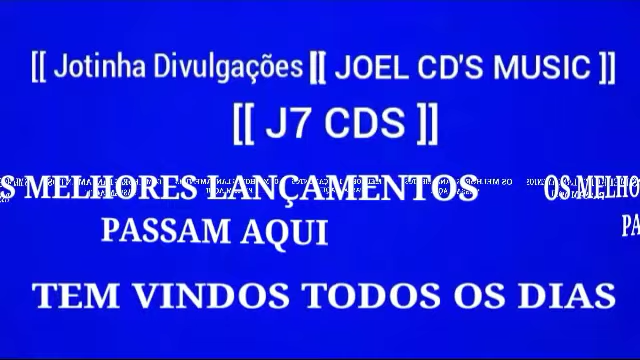 [[ Jotinha Divulgações [[ JOEL CD'S MUSIC ]]
[[ J7 CDS ]]
S MELHORES LANÇAMENTOS OS MELHO
PASSAM AQUI PA
TEM VINDOS TODOS OS DIAS